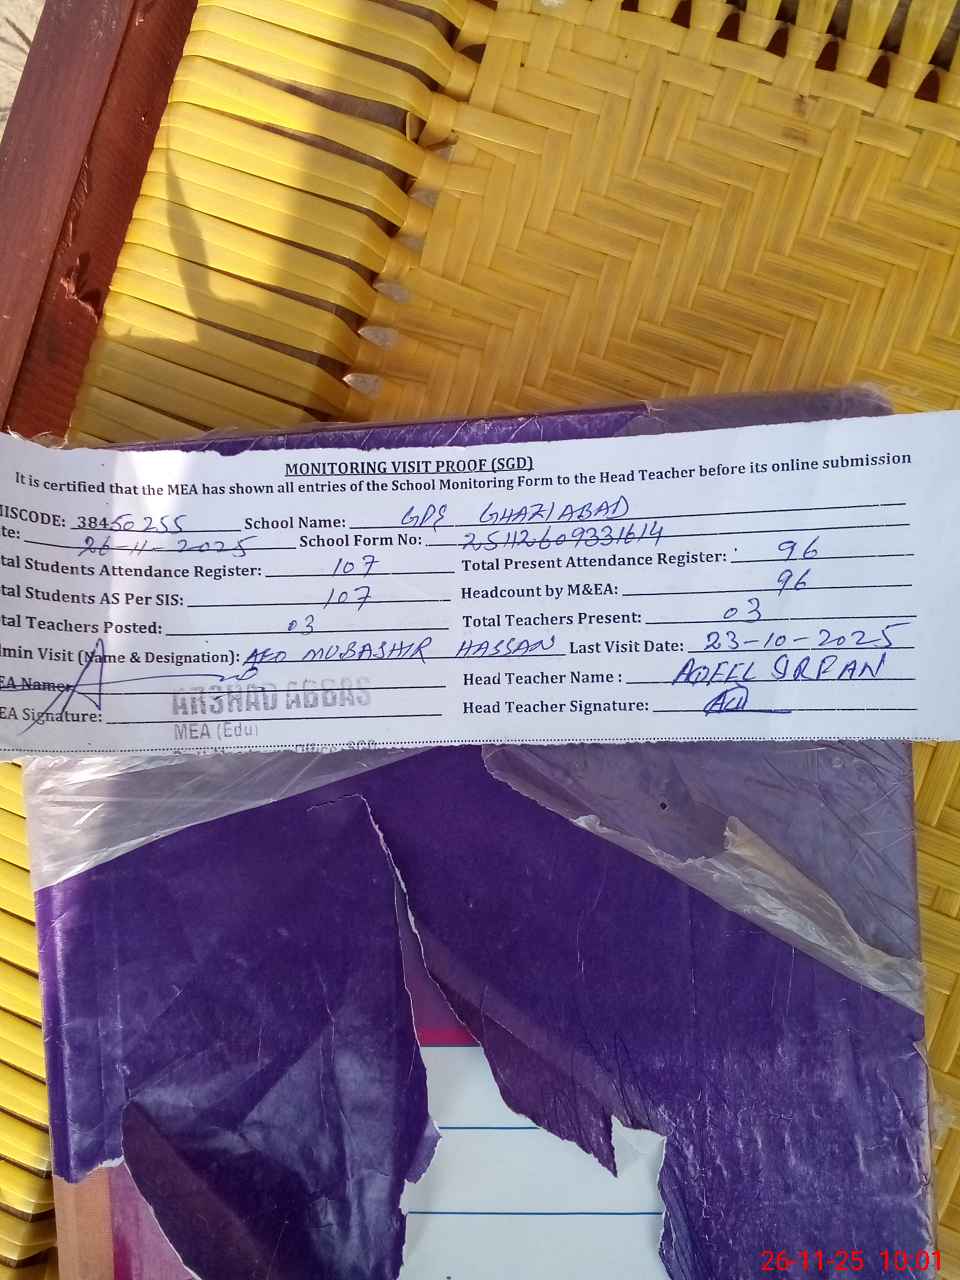 MONITORING VISIT PROOF (SGD)
It is certified that the MEA has shown all entries of the School Monitoring Form to the Head Teacher before its online submission
ISCODE: 38450255 School Name: GPS GHAZIABAD
te: 26-11-2025 School Form No: 25112609331614
tal Students Attendance Register: 107 Total Present Attendance Register: 96
tal Students AS Per SIS: 107 Headcount by M&EA: 96
tal Teachers Posted: 03 Total Teachers Present: 03
min Visit (Name & Designation): AEO MUBASHIR HASSAN Last Visit Date: 23-10-2025
EA Name: Head Teacher Name : ADEEL IRFAN
ARSHAD ABBAS
EA Signature: Head Teacher Signature:
MEA (Edu)
26-11-25 10:01